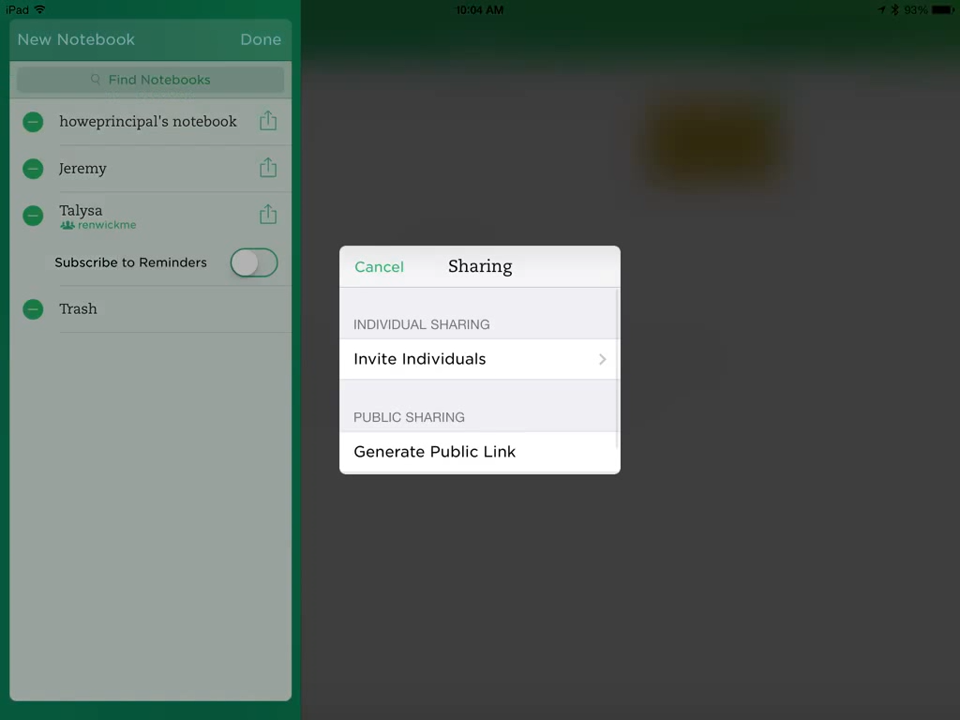 iPad 10:04 AM 93%
New Notebook Done
Find Notebooks
howeprincipal's notebook
Jeremy
Talysa
renwickme
Subscribe to Reminders
Trash
Cancel Sharing
INDIVIDUAL SHARING
Invite Individuals
PUBLIC SHARING
Generate Public Link